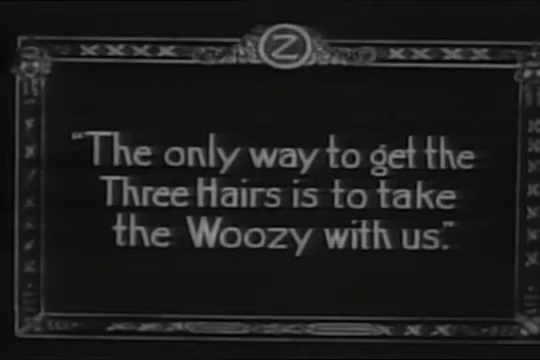 Z
"The only way to get the
Three Hairs is to take
the Woozy with us."